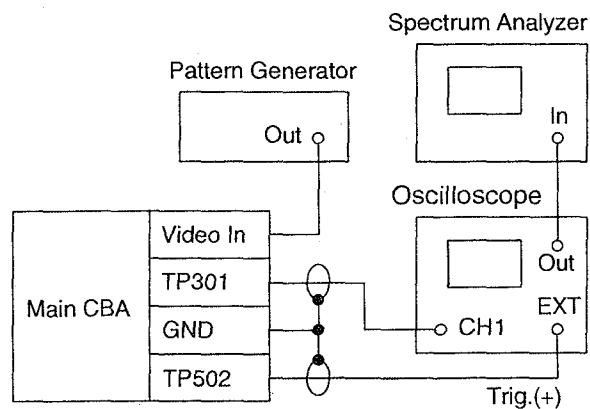 Spectrum Analyzer
Pattern Generator
In
Out
Oscilloscope
Video In
Out
TP301
EXT
Main CBA
GND
CH1
TP502
Trig.(+)